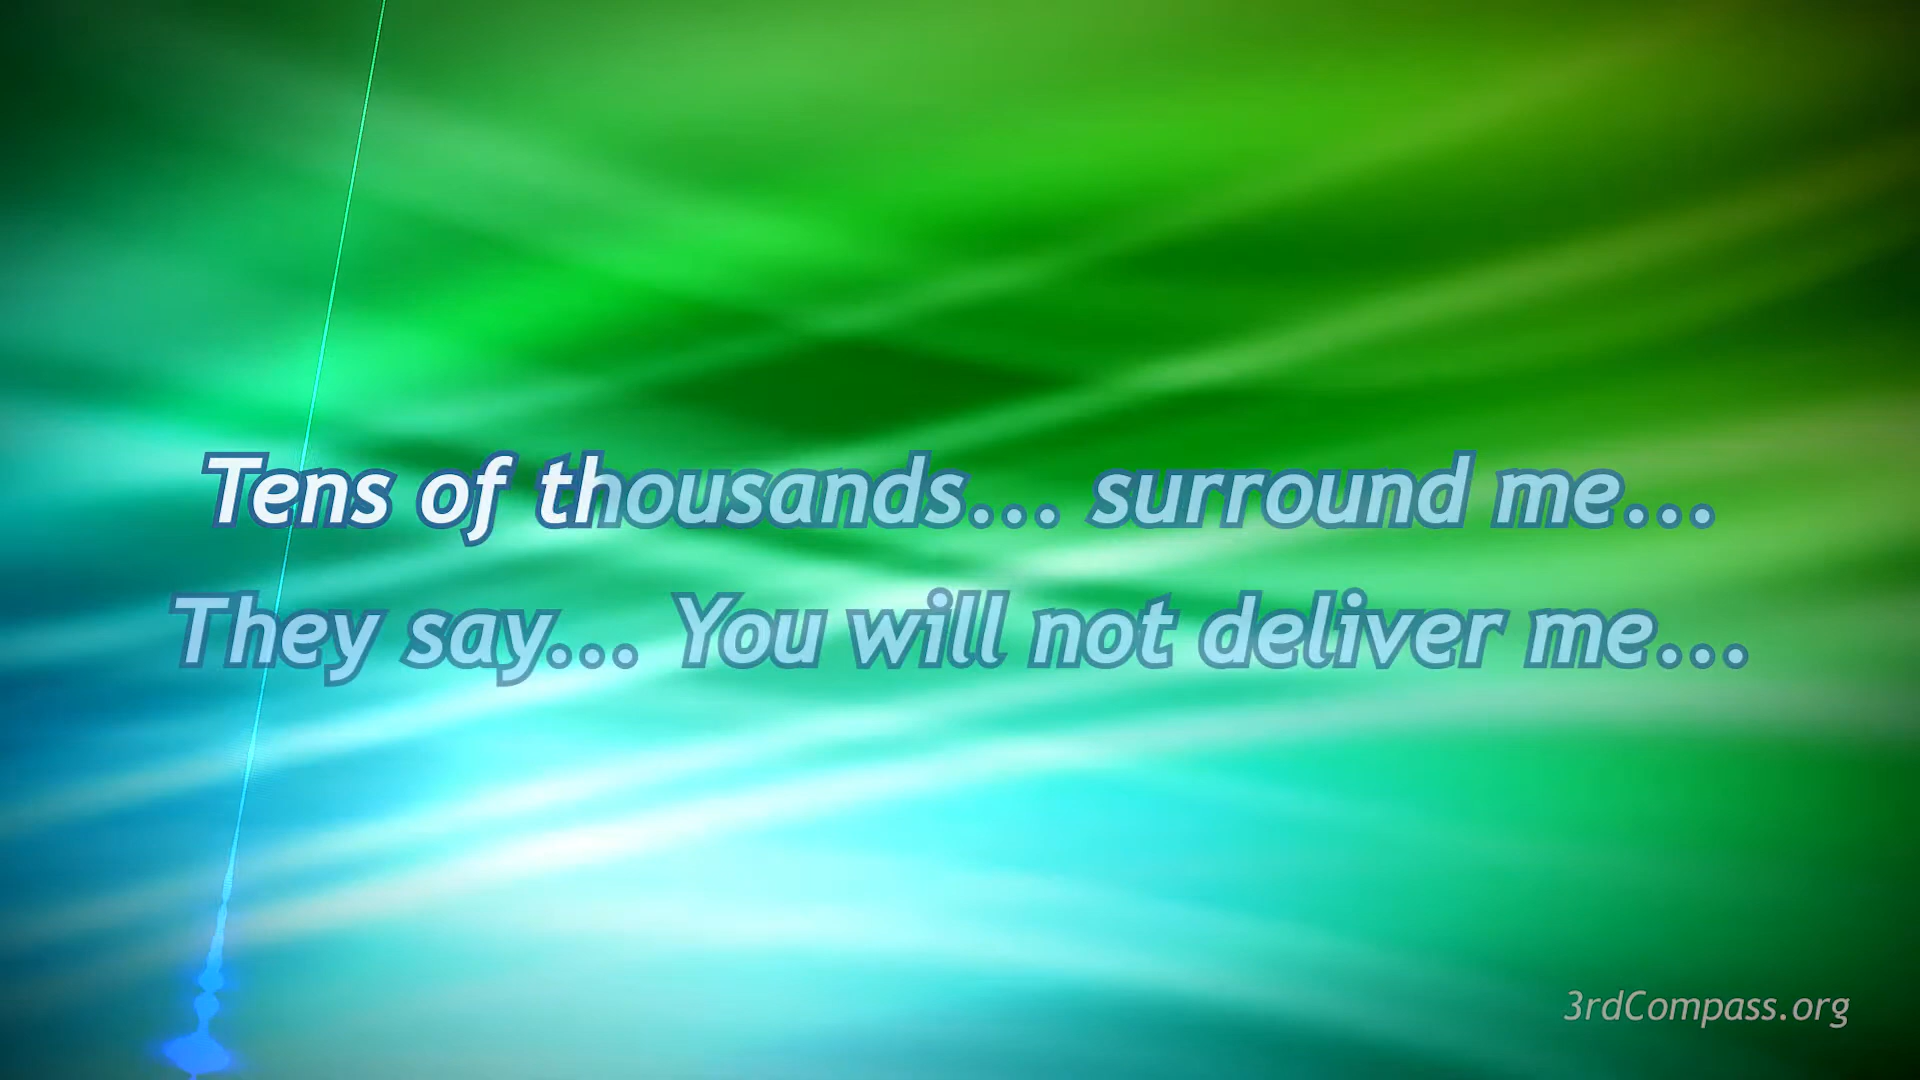 Tens of thousands... surround me...
They say... You will not deliver me...
3rdCompass.org